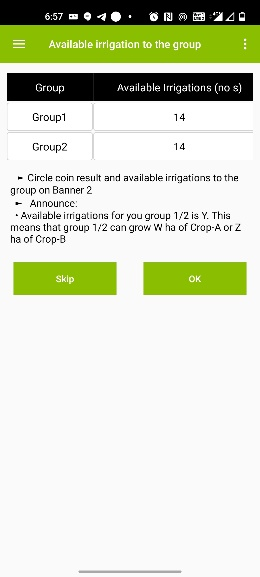 6:57
Available irrigation to the group
Group Available Irrigations (no s)
Group1 14
Group2 14
► Circle coin result and available irrigations to the
group on Banner 2
► Announce:
• Available irrigations for you group 1/2 is Y. This
means that group 1/2 can grow W ha of Crop-A or Z
ha of Crop-B
Skip OK